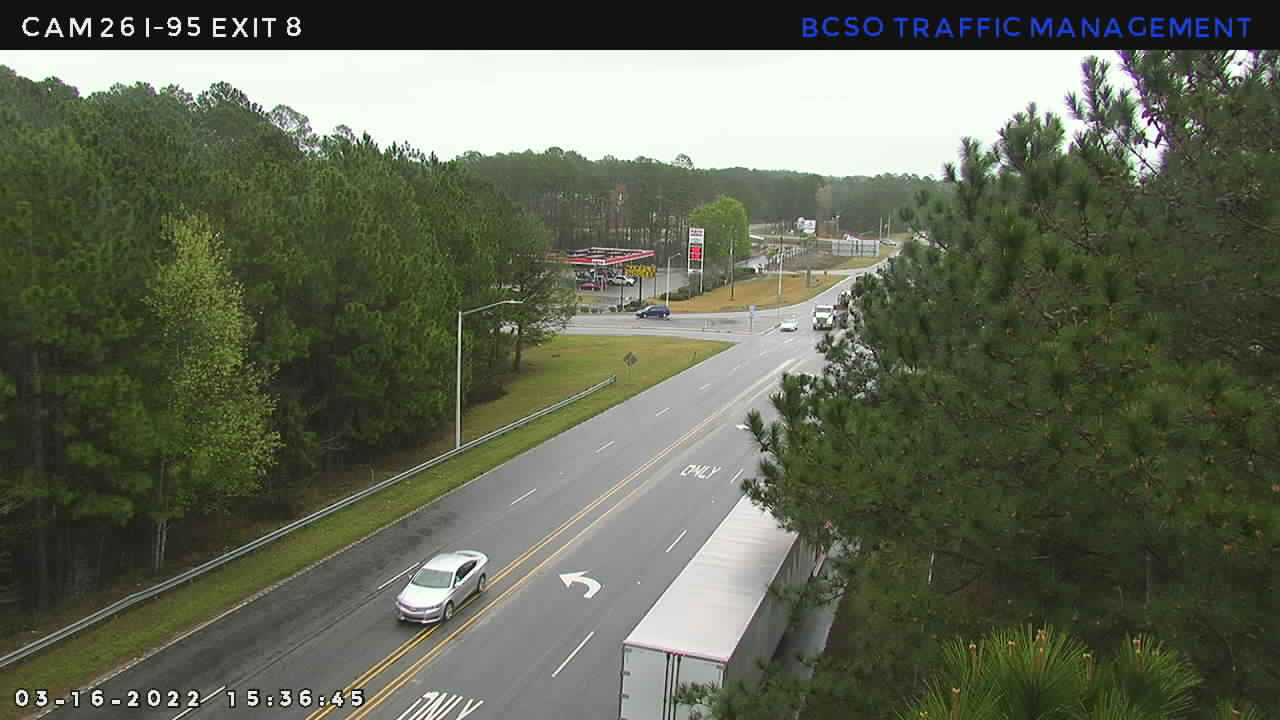 CAM 26 I-95 EXIT 8
BCSO TRAFFIC MANAGEMENT
ONLY
ONLY
03-16-2022 15:36:45